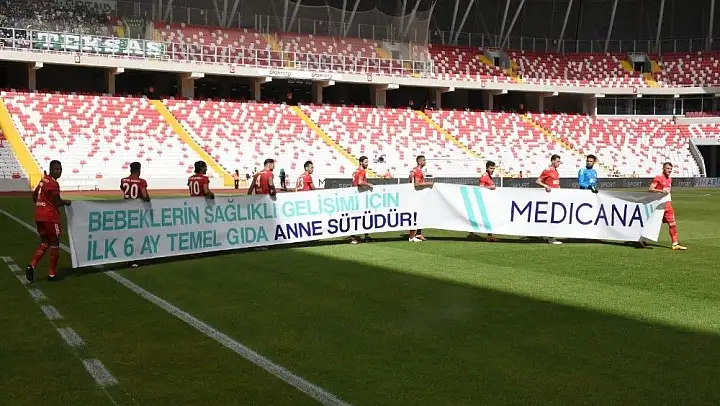 TEKSAS
BEBEKLERİN SAĞLIKLI GELİŞİMİ İÇİN
İLK 6 AY TEMEL GIDA ANNE SÜTÜDÜR!
MEDICANA
20
10